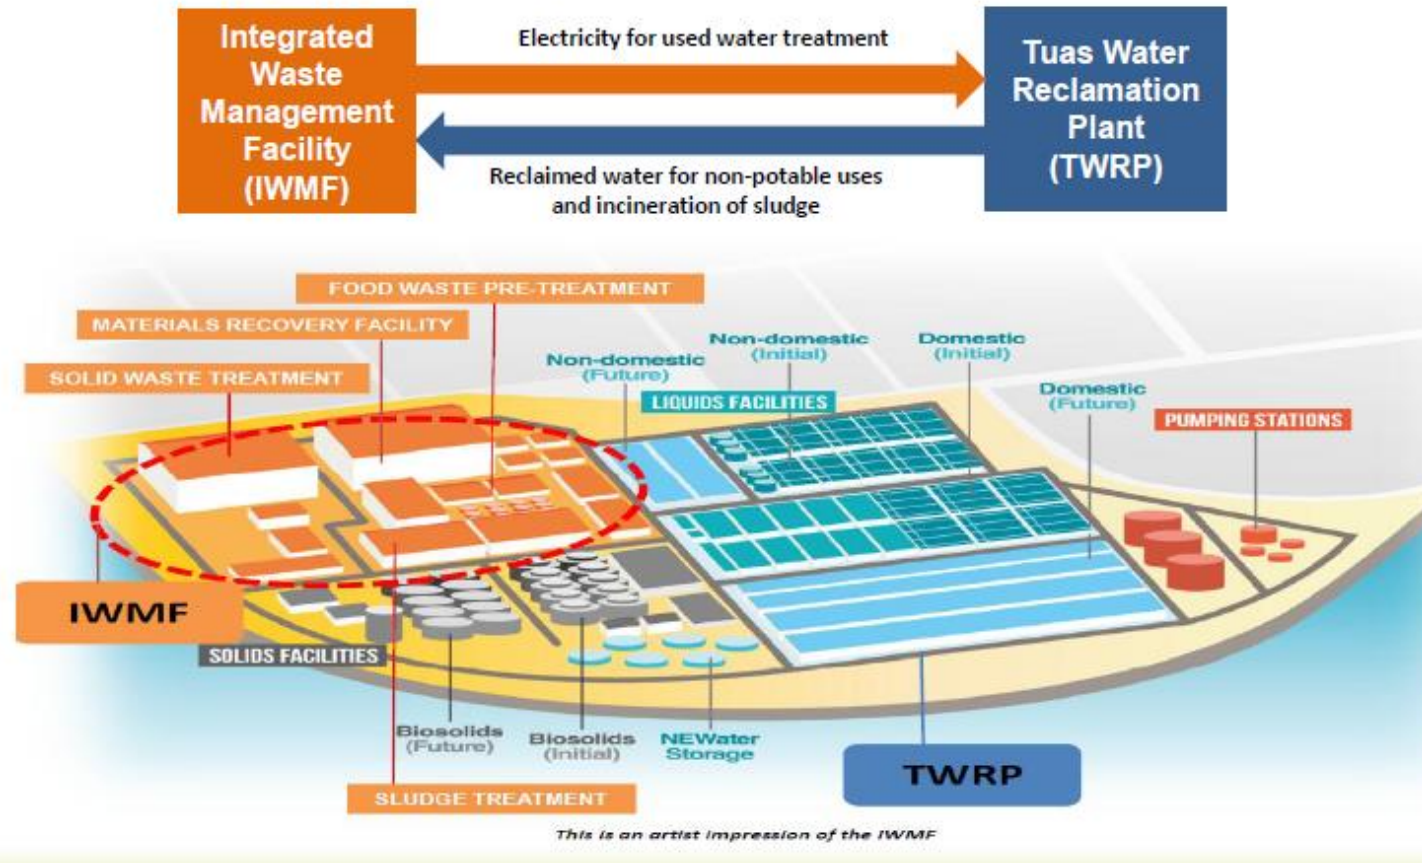 Integrated
Waste
Management
Facility
(IWMF)
Electricity for used water treatment
Reclaimed water for non-potable uses
and incineration of sludge
Tuas Water
Reclamation
Plant
(TWRP)
FOOD WASTE PRE-TREATMENT
MATERIALS RECOVERY FACILITY
SOLID WASTE TREATMENT
Non-domestic
(Future)
Non-domestic
(Initial)
Domestic
(Initial)
Domestic
(Future)
LIQUIDS FACILITIES
PUMPING STATIONS
IWMF
SOLIDS FACILITIES
Biosolids
(Future)
Biosolids
(Initial)
NEWater
Storage
TWRP
SLUDGE TREATMENT
This is an artist impression of the IWMF